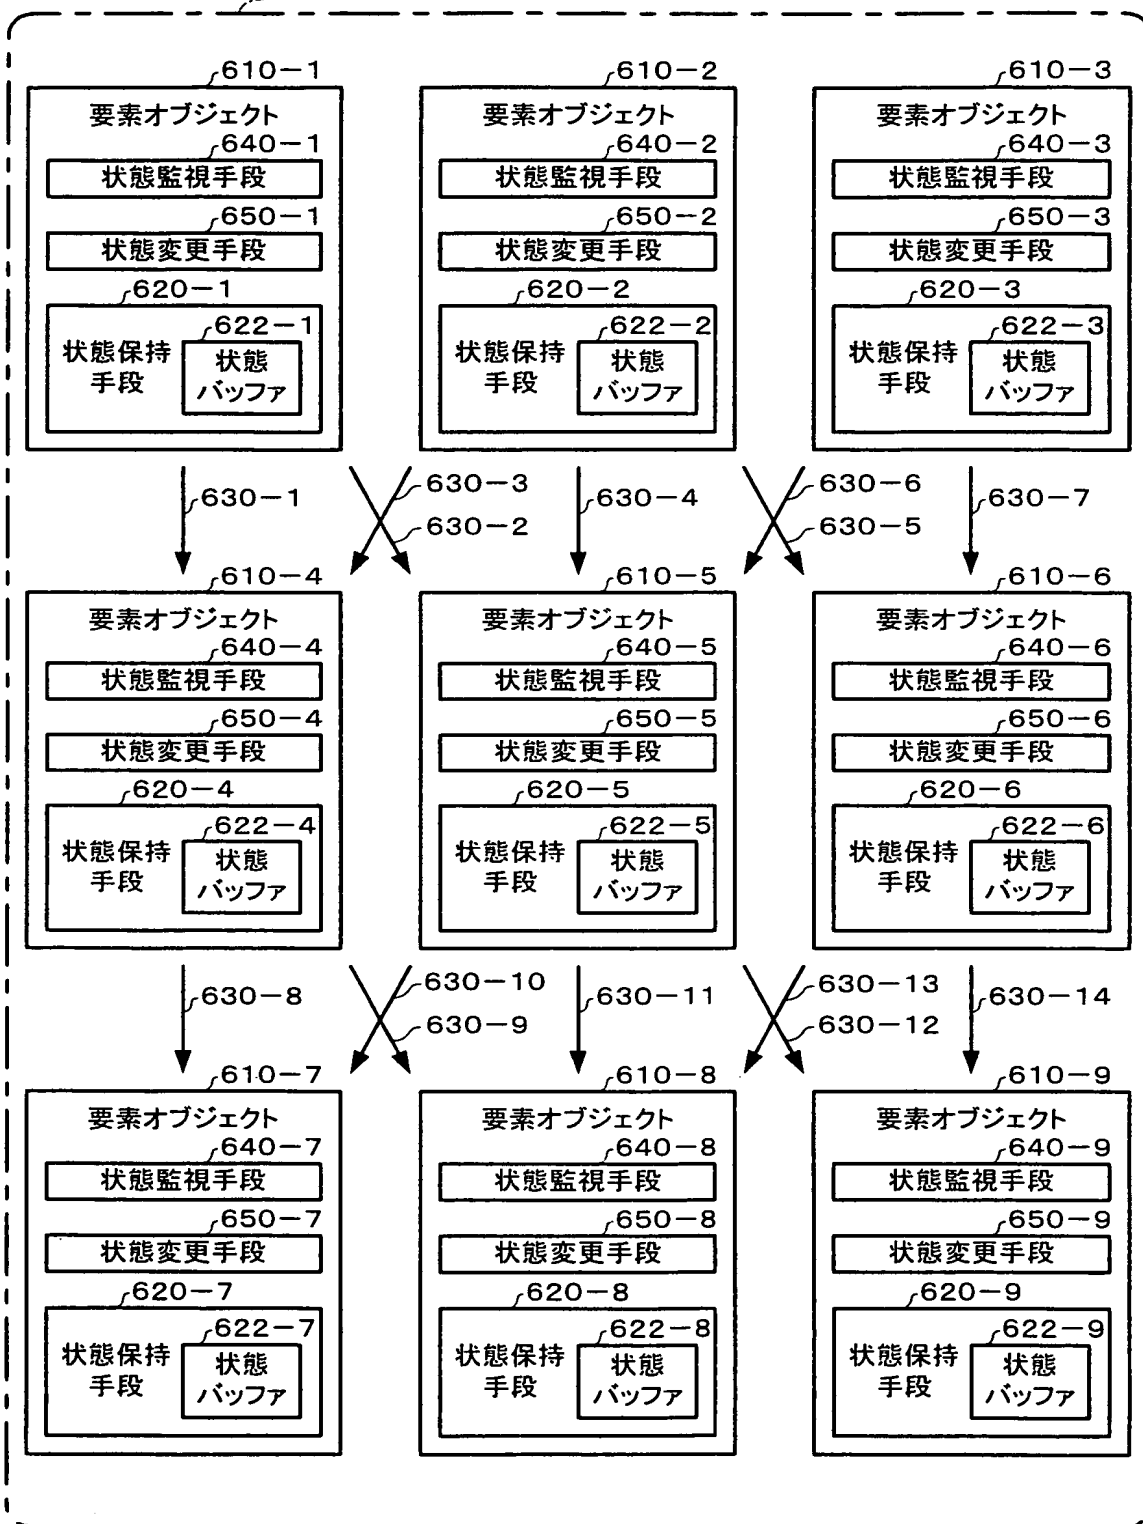 610-1
要素オブジェクト
640-1
状態監視手段
650-1
状態変更手段
620-1
622-1
状態保持
手段
状態
バッファ
610-2
要素オブジェクト
640-2
状態監視手段
650-2
状態変更手段
620-2
622-2
状態保持
手段
状態
バッファ
610-3
要素オブジェクト
640-3
状態監視手段
650-3
状態変更手段
620-3
622-3
状態保持
手段
状態
バッファ
630-1
630-3
630-2
630-4
630-6
630-5
630-7
610-4
要素オブジェクト
640-4
状態監視手段
650-4
状態変更手段
620-4
622-4
状態保持
手段
状態
バッファ
610-5
要素オブジェクト
640-5
状態監視手段
650-5
状態変更手段
620-5
622-5
状態保持
手段
状態
バッファ
610-6
要素オブジェクト
640-6
状態監視手段
650-6
状態変更手段
620-6
622-6
状態保持
手段
状態
バッファ
630-8
630-10
630-9
630-11
630-13
630-12
630-14
610-7
要素オブジェクト
640-7
状態監視手段
650-7
状態変更手段
620-7
622-7
状態保持
手段
状態
バッファ
610-8
要素オブジェクト
640-8
状態監視手段
650-8
状態変更手段
620-8
622-8
状態保持
手段
状態
バッファ
610-9
要素オブジェクト
640-9
状態監視手段
650-9
状態変更手段
620-9
622-9
状態保持
手段
状態
バッファ